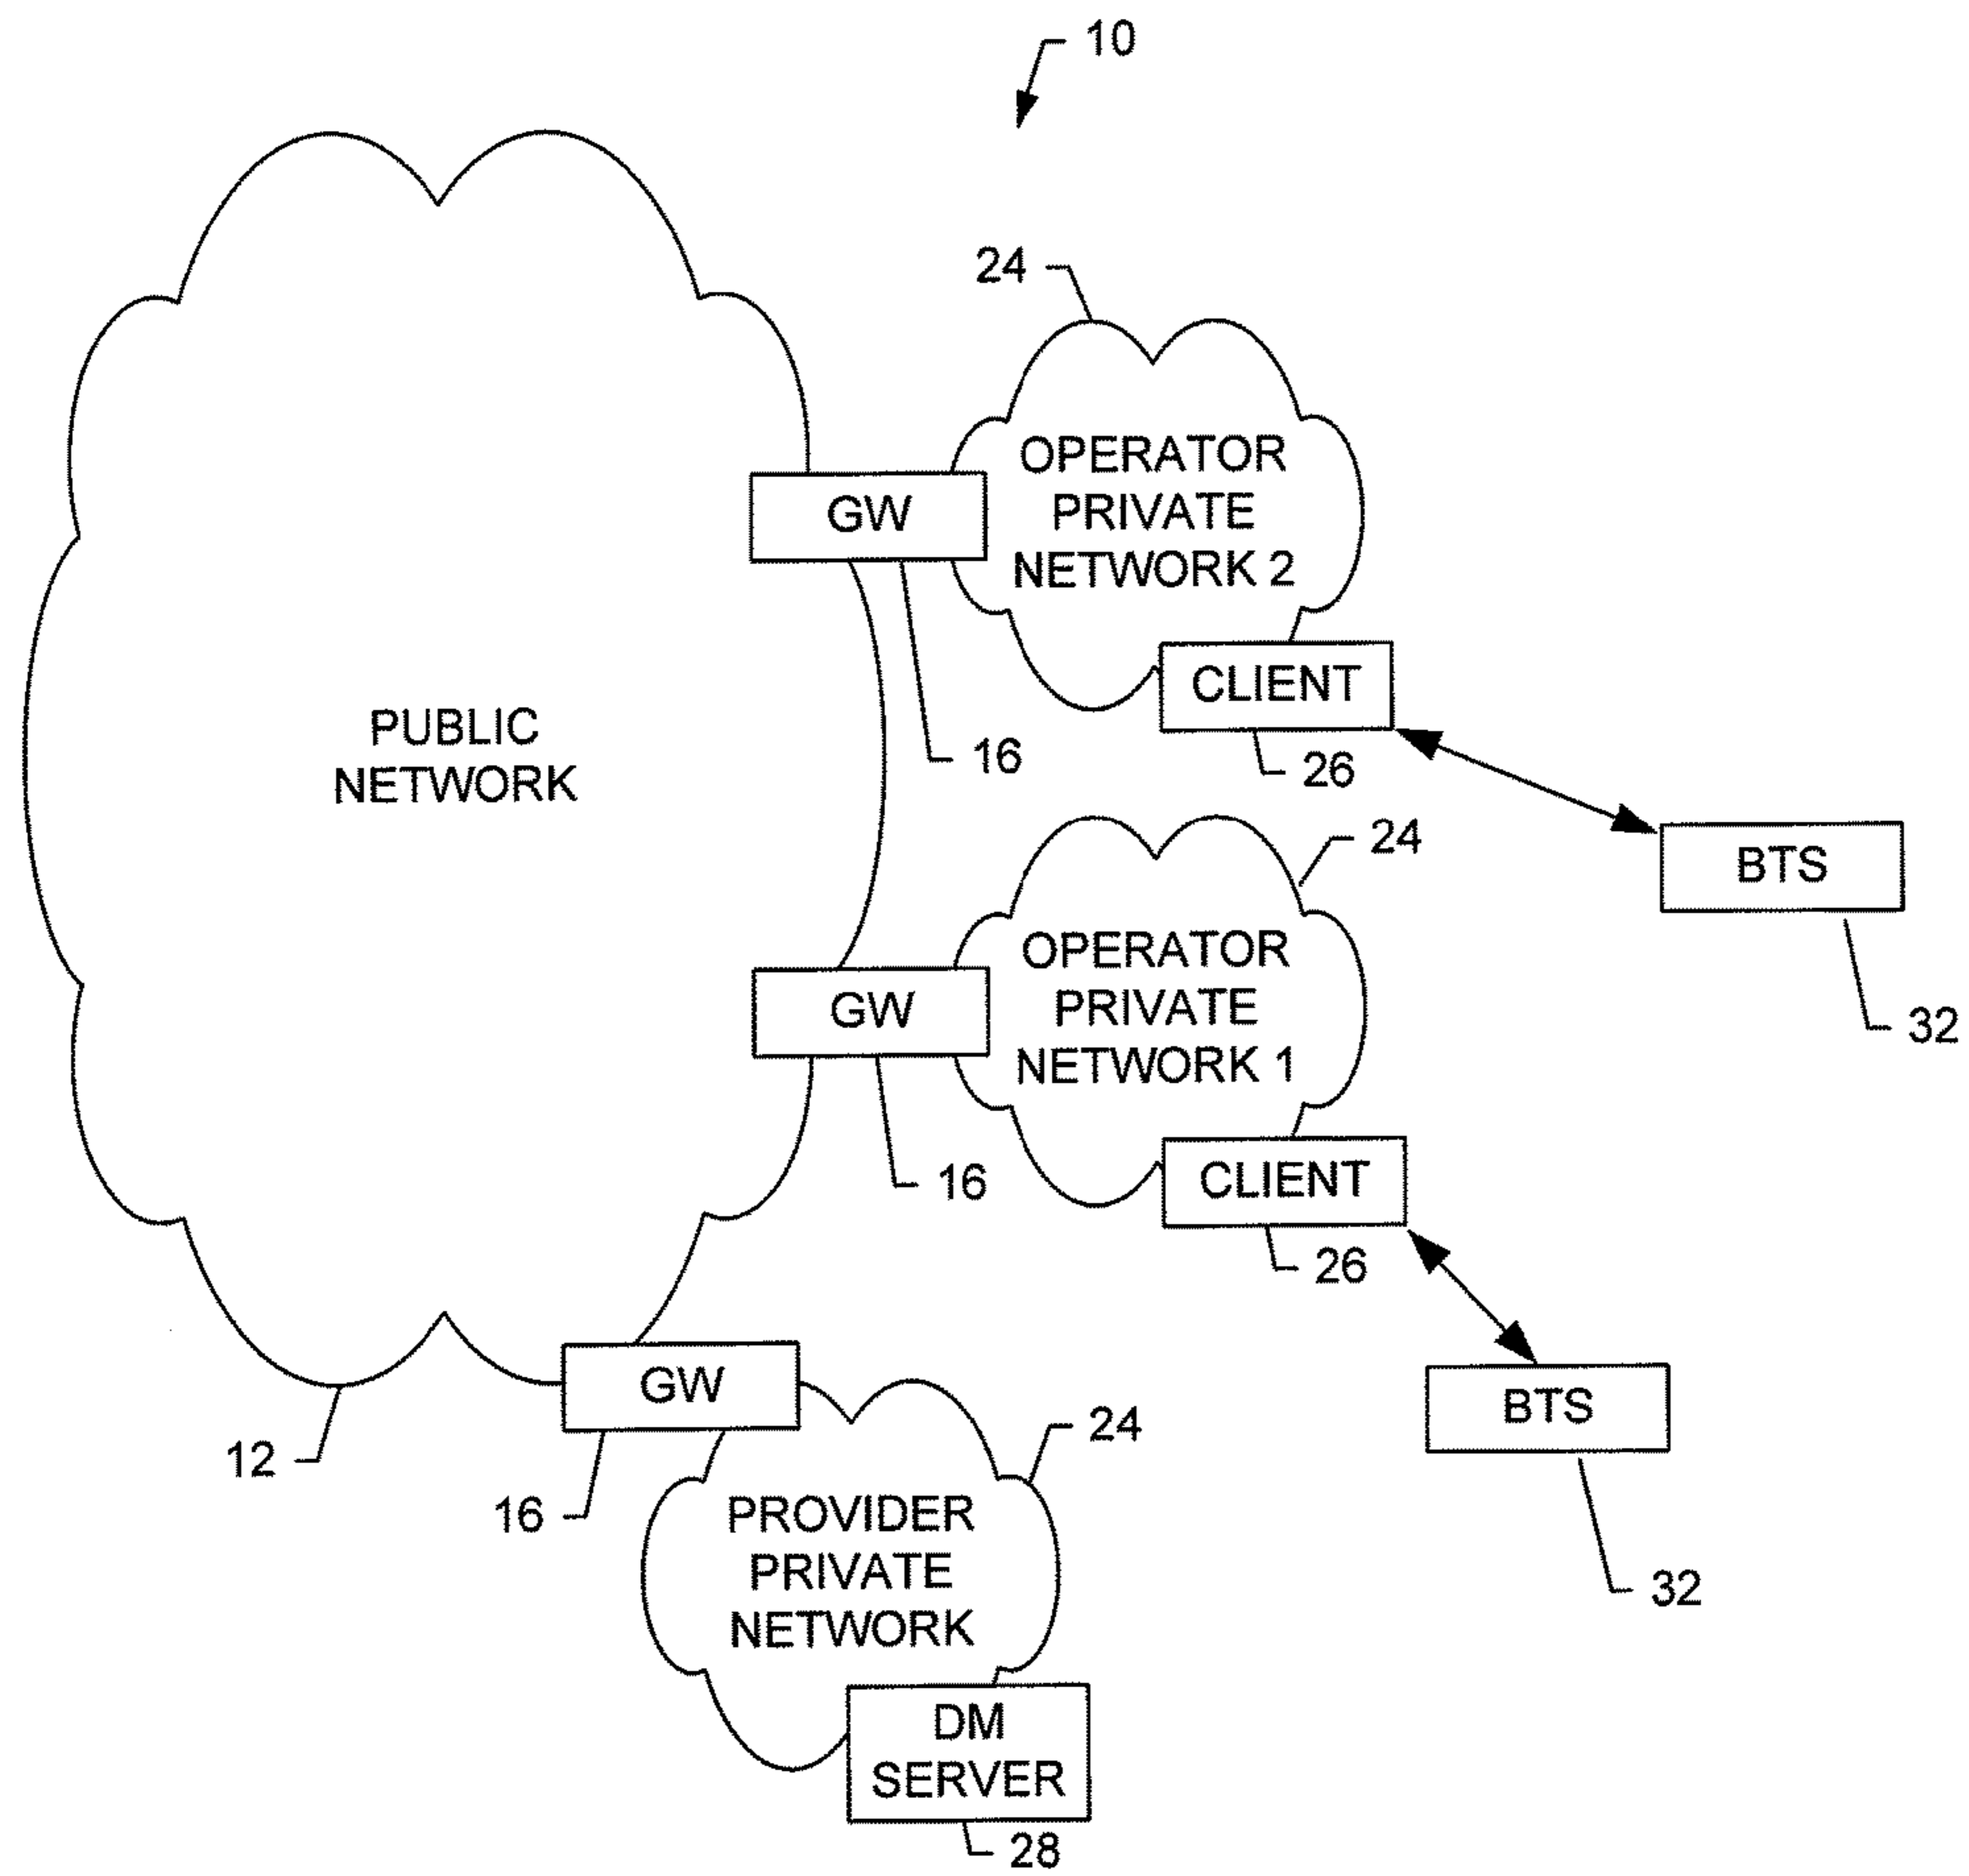 10
24
OPERATOR
PRIVATE
NETWORK 2
GW
16
CLIENT
26
PUBLIC
NETWORK
BTS
32
24
OPERATOR
PRIVATE
NETWORK 1
GW
16
CLIENT
26
BTS
32
GW
12
16
24
PROVIDER
PRIVATE
NETWORK
DM
SERVER
28